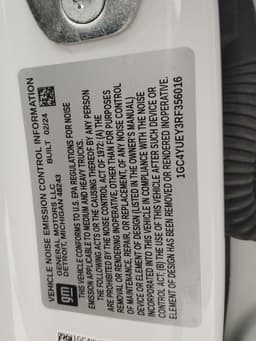 VEHICLE NOISE EMISSION CONTROL INFORMATION
GENERAL MOTORS LLC BUILT 02/24
DETROIT, MICHIGAN 48243
gm
THIS VEHICLE CONFORMS TO U.S. EPA REGULATIONS FOR NOISE
EMISSION APPLICABLE TO MEDIUM AND HEAVY TRUCKS.
THE FOLLOWING ACTS OR THE CAUSING THEREOF BY ANY PERSON
ARE PROHIBITED BY THE NOISE CONTROL ACT OF 1972: (A) THE
REMOVAL OR RENDERING INOPERATIVE, OTHER THAN FOR PURPOSES
OF MAINTENANCE, REPAIR, OR REPLACEMENT, OF ANY NOISE CONTROL
DEVICE OR ELEMENT OF DESIGN (LISTED IN THE OWNER'S MANUAL)
INCORPORATED INTO THIS VEHICLE IN COMPLIANCE WITH THE NOISE
CONTROL ACT; (B) THE USE OF THIS VEHICLE AFTER SUCH DEVICE OR
ELEMENT OF DESIGN HAS BEEN REMOVED OR RENDERED INOPERATIVE.
1GC4YUEY3RF356016